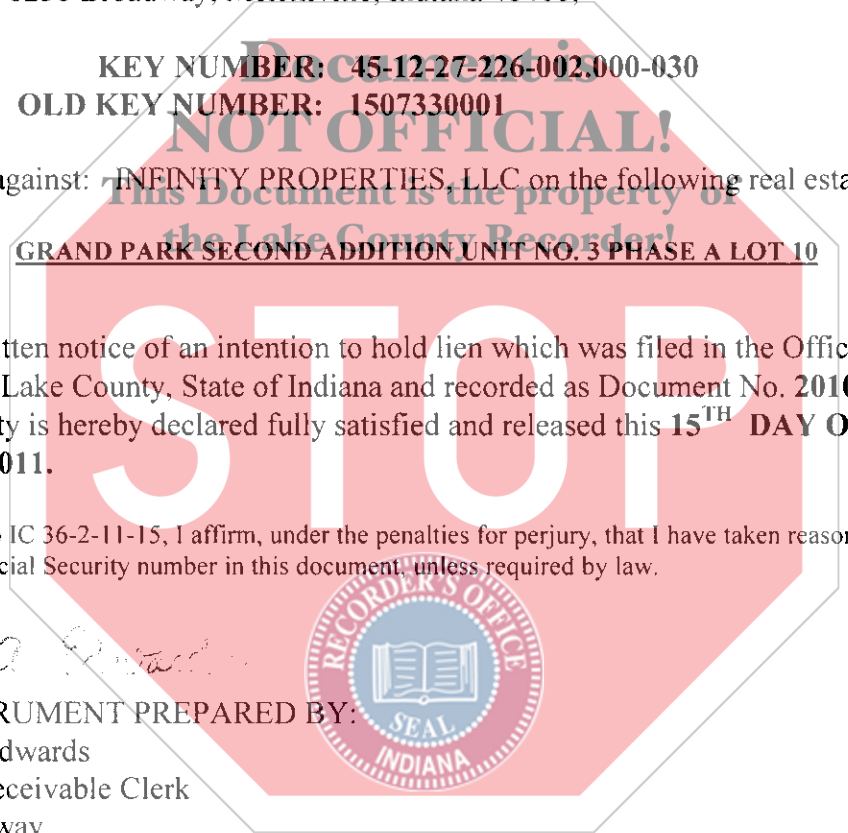 KEY NUMBER: 45-12-27-226-002.000-030
OLD KEY NUMBER: 1507330001
Document is
NOT OFFICIAL!
This Document is the property of
the Lake County Recorder!
against: INFINITY PROPERTIES, LLC on the following real esta
GRAND PARK SECOND ADDITION UNIT NO. 3 PHASE A LOT 10
STOP
tten notice of an intention to hold lien which was filed in the Offic
Lake County, State of Indiana and recorded as Document No. 2010
ty is hereby declared fully satisfied and released this 15TH DAY O
011.
IC 36-2-11-15, I affirm, under the penalties for perjury, that I have taken reason
cial Security number in this document, unless required by law.
RECORDER'S OFFICE
SEAL
INDIANA
RUMENT PREPARED BY:
dwards
eceivable Clerk
way